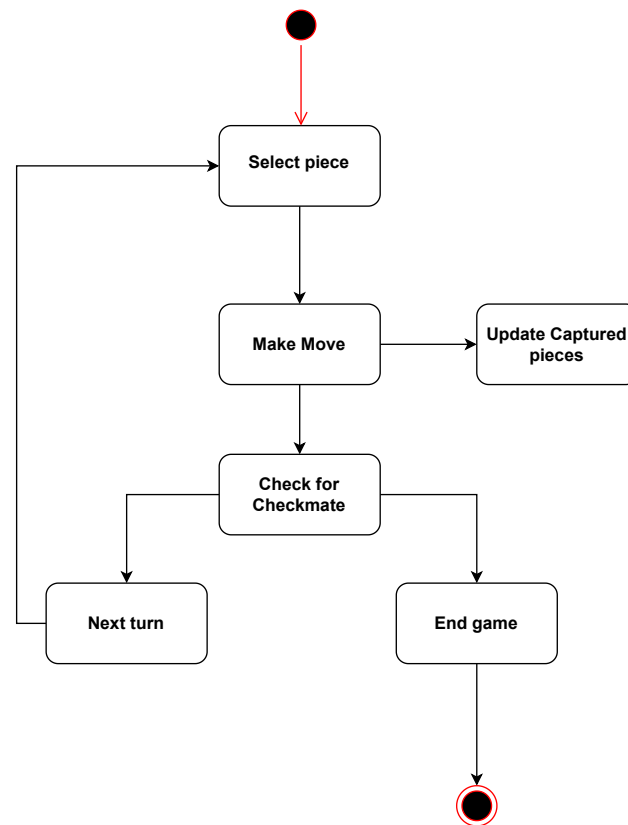 Select piece
Make Move
Update Captured
pieces
Check for
Checkmate
Next turn
End game